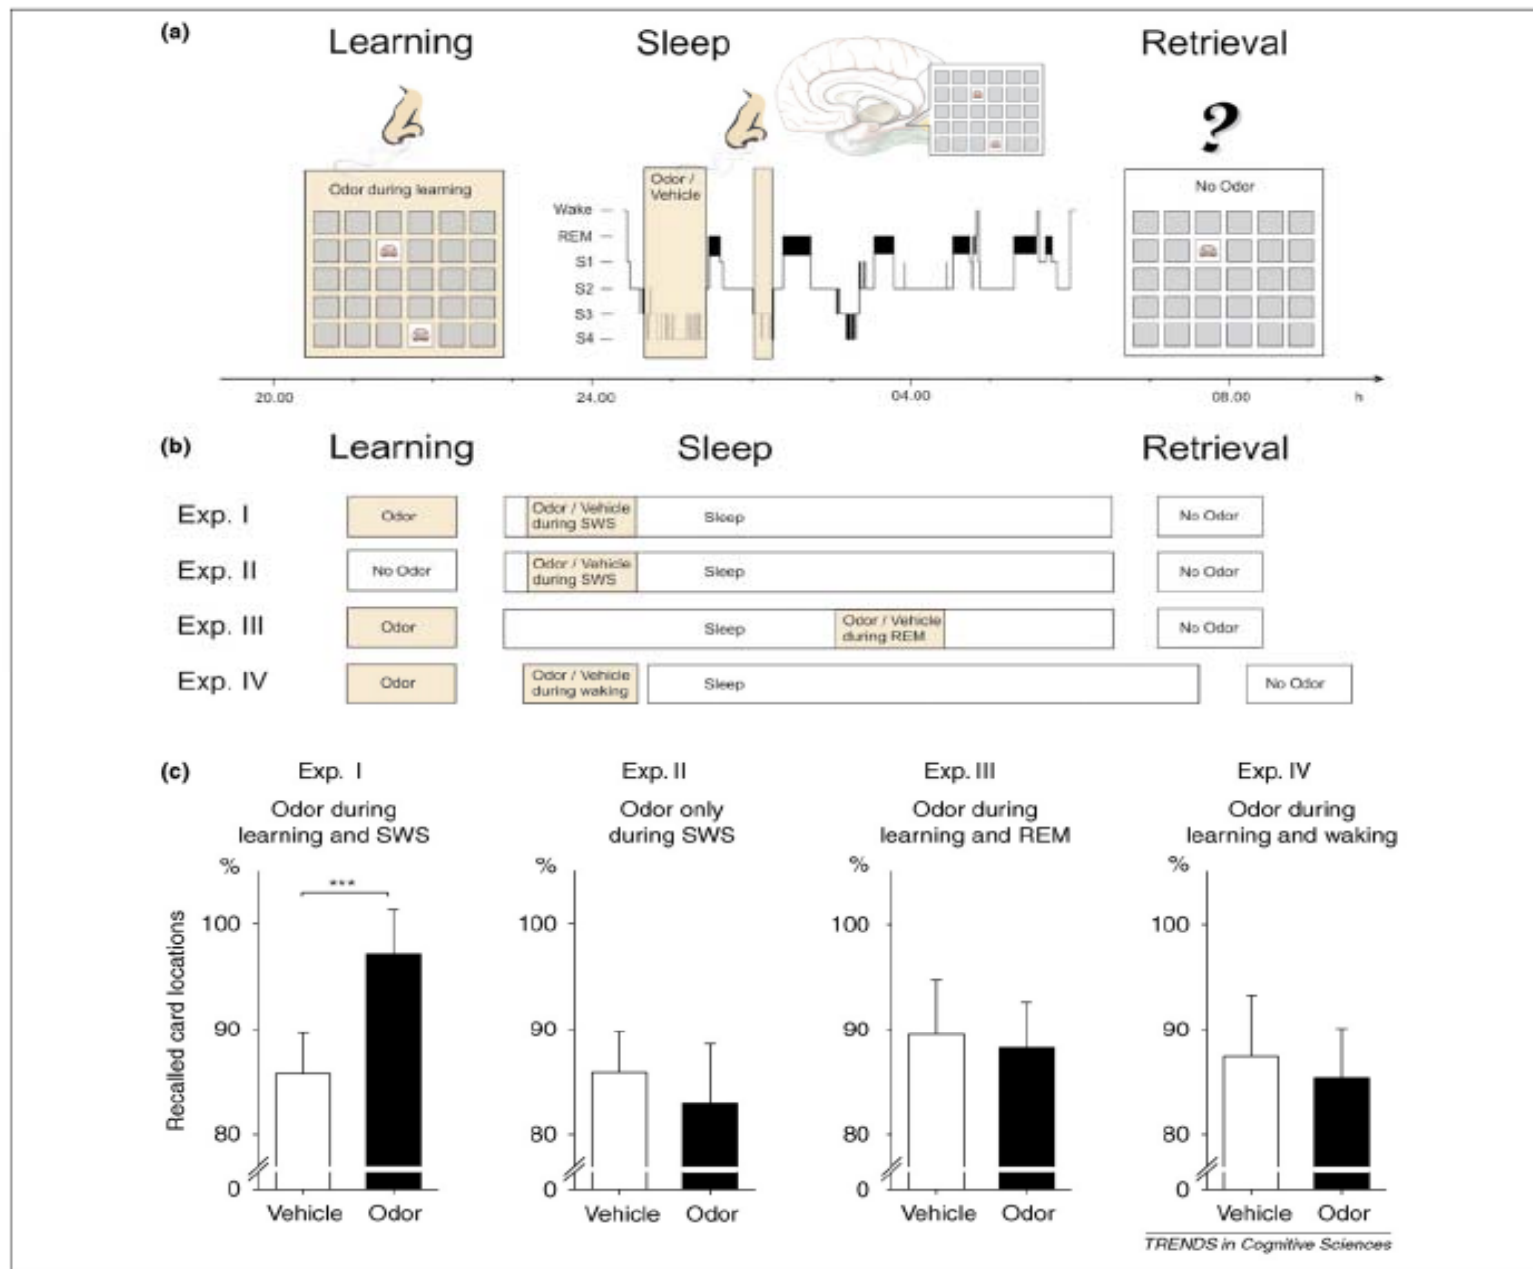 (a)
Learning Sleep Retrieval
?
Odor during learning
Odor /
Vehicle
No Odor
Wake
REM
S1
S2
S3
S4
20.00 24.00 04.00 08.00 h
(b)
Learning Sleep Retrieval
Exp. I Odor Odor / Vehicle
during SWS Sleep No Odor
Exp. II No Odor Odor / Vehicle
during SWS Sleep No Odor
Exp. III Odor Sleep Odor / Vehicle
during REM No Odor
Exp. IV Odor Odor / Vehicle
during waking Sleep No Odor
(c)
Exp. I
Odor during
learning and SWS
%
***
100
90
80
0
Recalled card locations
Vehicle Odor
Exp. II
Odor only
during SWS
%
100
90
80
0
Vehicle Odor
Exp. III
Odor during
learning and REM
%
100
90
80
0
Vehicle Odor
Exp. IV
Odor during
learning and waking
%
100
90
80
0
Vehicle Odor
TRENDS in Cognitive Sciences